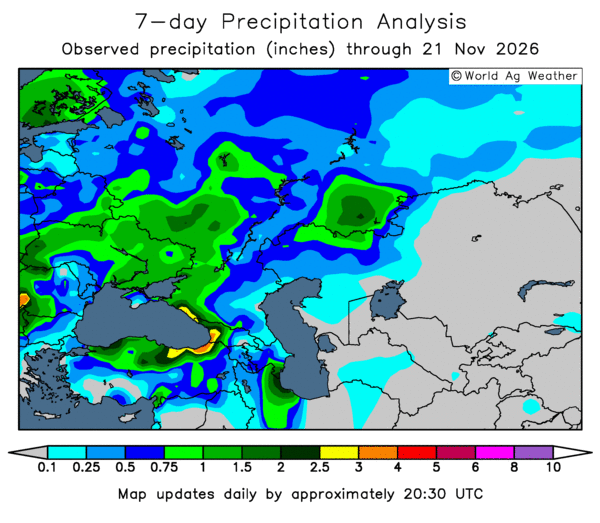 7-day Precipitation Analysis
Observed precipitation (inches) through 21 Nov 2026
© World Ag Weather
0.1 0.25 0.5 0.75 1 1.5 2 2.5 3 4 5 6 8 10
Map updates daily by approximately 20:30 UTC